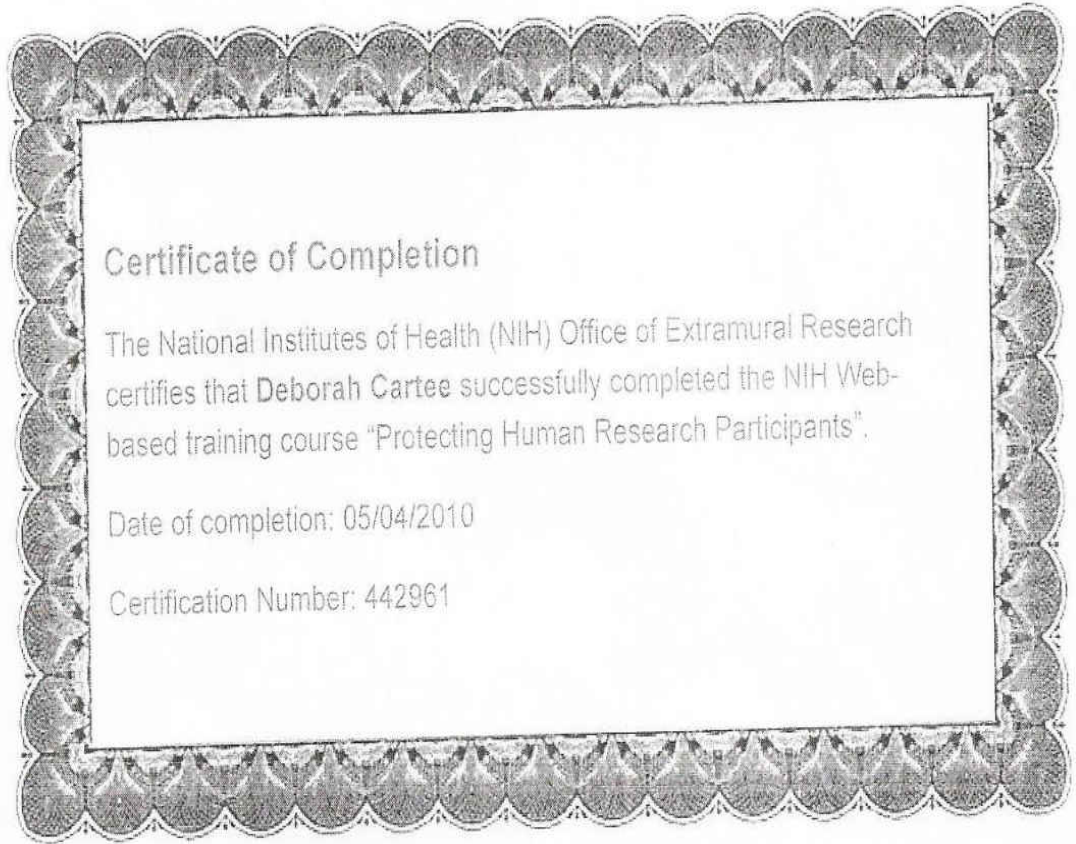 Certificate of Completion
The National Institutes of Health (NIH) Office of Extramural Research
certifies that Deborah Cartee successfully completed the NIH Web-
based training course “Protecting Human Research Participants”.
Date of completion: 05/04/2010
Certification Number: 442961